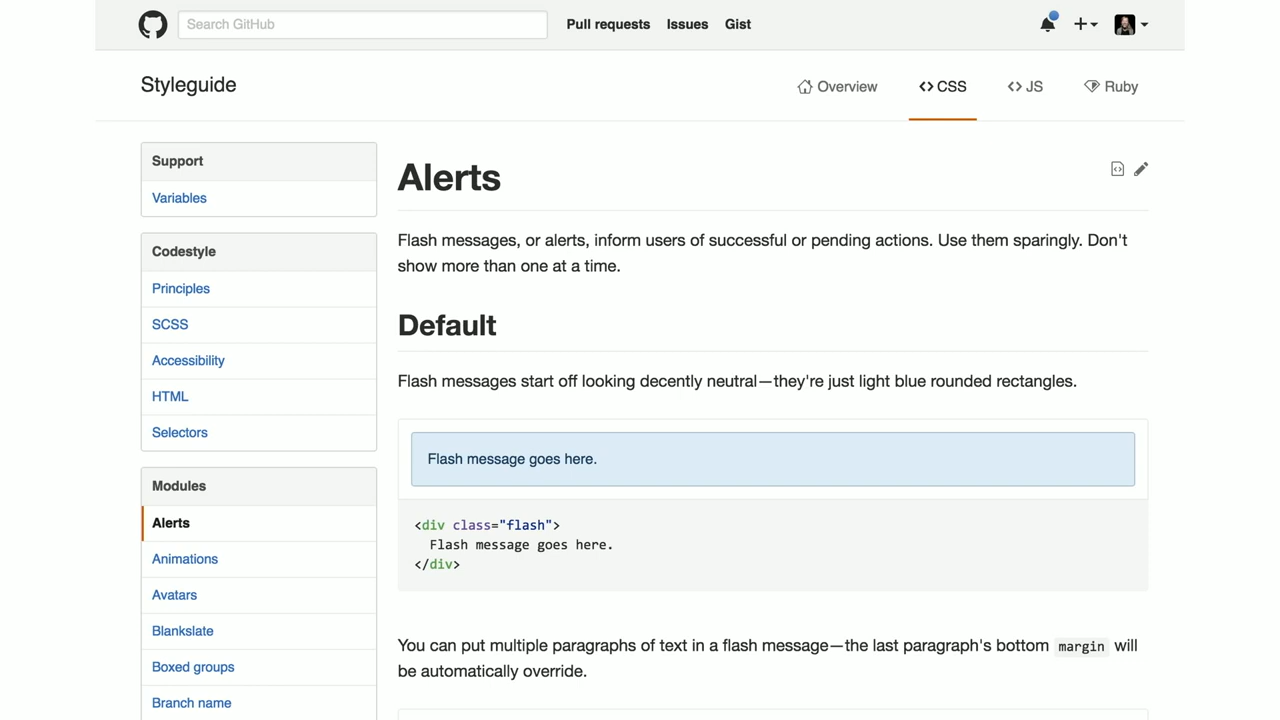 Search GitHub
Pull requests Issues Gist
Styleguide
Overview
<> CSS
<> JS
Ruby
Support
Variables
Codestyle
Principles
SCSS
Accessibility
HTML
Selectors
Modules
Alerts
Animations
Avatars
Blankslate
Boxed groups
Branch name
Alerts
Flash messages, or alerts, inform users of successful or pending actions. Use them sparingly. Don't
show more than one at a time.
Default
Flash messages start off looking decently neutral—they're just light blue rounded rectangles.
Flash message goes here.
<div class="flash">
  Flash message goes here.
</div>
You can put multiple paragraphs of text in a flash message—the last paragraph's bottom margin will
be automatically override.